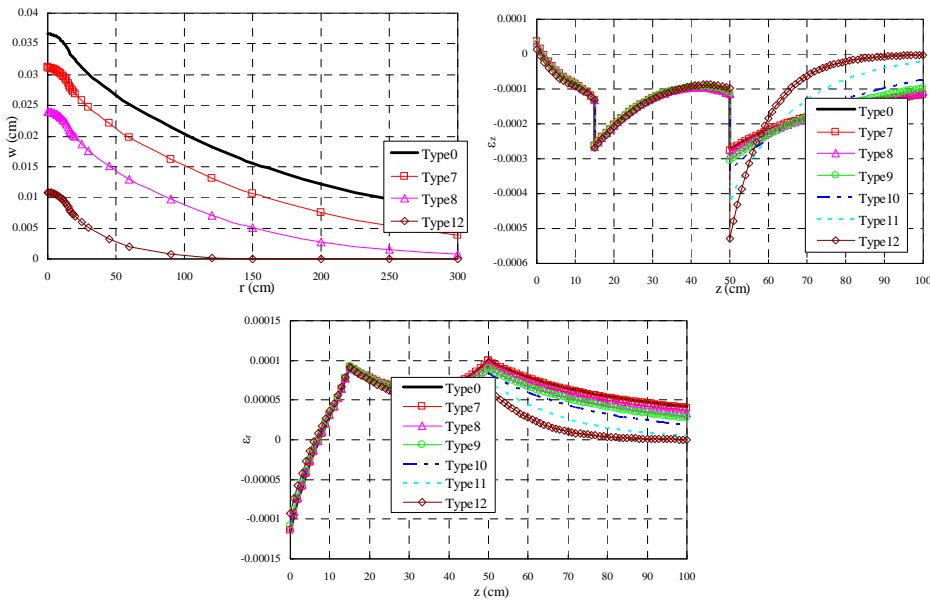 0.04
0.035
0.03
0.025
0.02
0.015
0.01
0.005
0
w (cm)
0 50 100 150 200 250 300
r (cm)
Type0
Type7
Type8
Type12
0.0001
0
-0.0001
-0.0002
-0.0003
-0.0004
-0.0005
-0.0006
εz
0 10 20 30 40 50 60 70 80 90 100
z (cm)
Type0
Type7
Type8
Type9
Type10
Type11
Type12
0.00015
0.0001
0.00005
0
-0.00005
-0.0001
-0.00015
εr
0 10 20 30 40 50 60 70 80 90 100
z (cm)
Type0
Type7
Type8
Type9
Type10
Type11
Type12